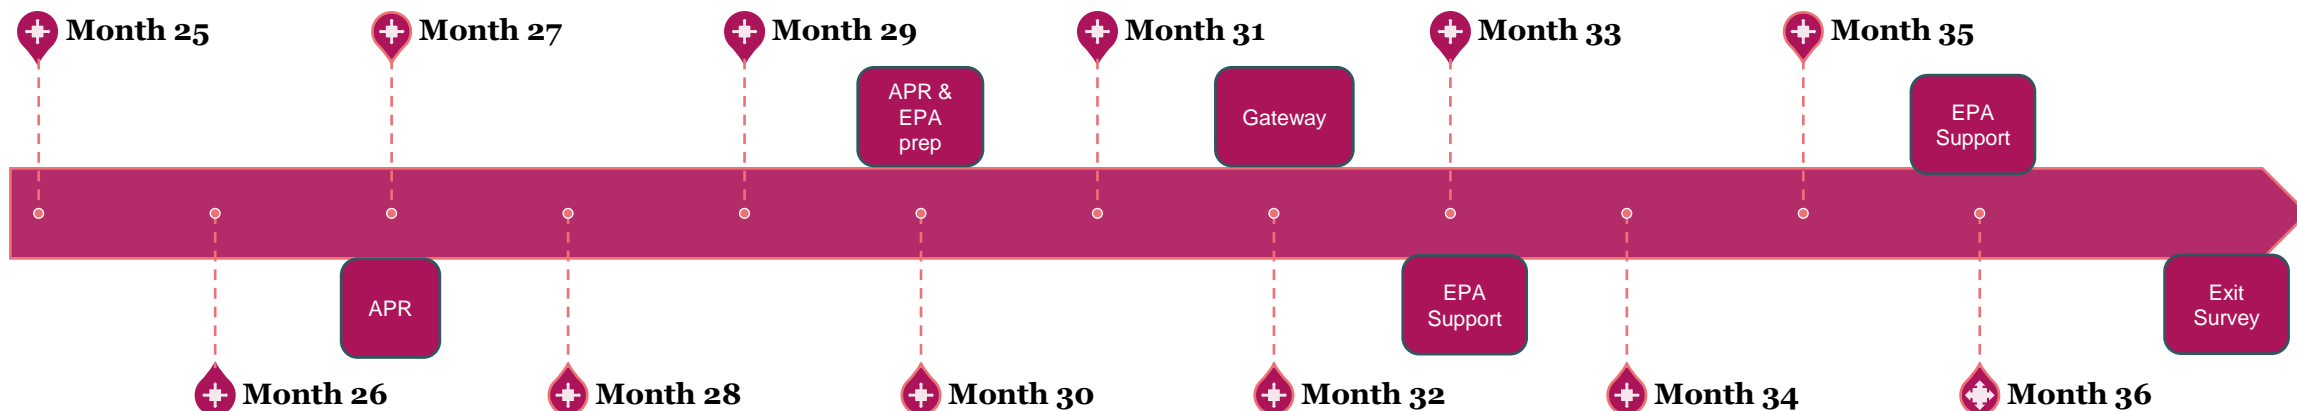 Month 25
Month 27
Month 29
Month 31
Month 33
Month 35
APR &
EPA
prep
Gateway
EPA
Support
APR
EPA
Support
Exit
Survey
Month 26
Month 28
Month 30
Month 32
Month 34
Month 36